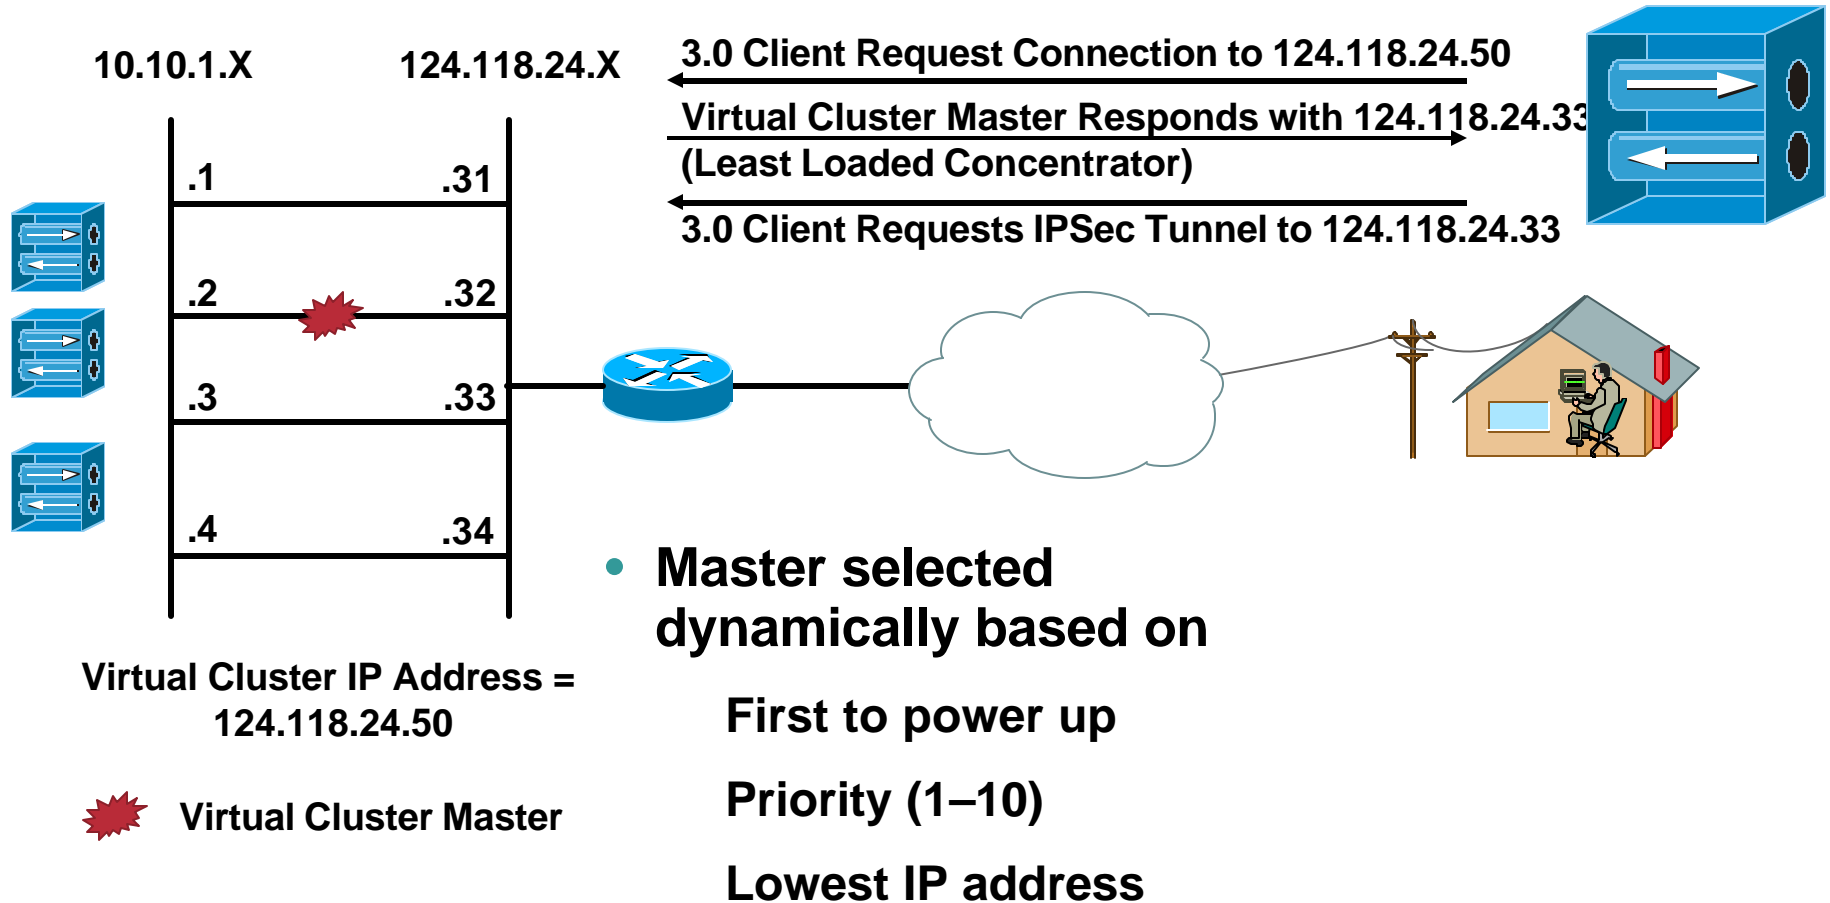 10.10.1.X
124.118.24.X
3.0 Client Request Connection to 124.118.24.50
Virtual Cluster Master Responds with 124.118.24.33
(Least Loaded Concentrator)
3.0 Client Requests IPSec Tunnel to 124.118.24.33
.1
.31
.2
.32
.3
.33
.4
.34
Virtual Cluster IP Address =
124.118.24.50
Virtual Cluster Master
• Master selected
dynamically based on
First to power up
Priority (1–10)
Lowest IP address